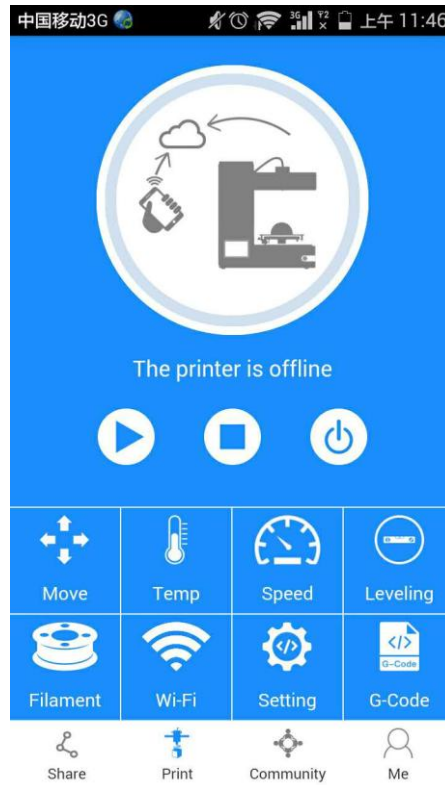 中国移动3G 3G 上午 11:46
The printer is offline
Move Temp Speed Leveling
</>
G-Code
Filament Wi-Fi Setting G-Code
Share Print Community Me